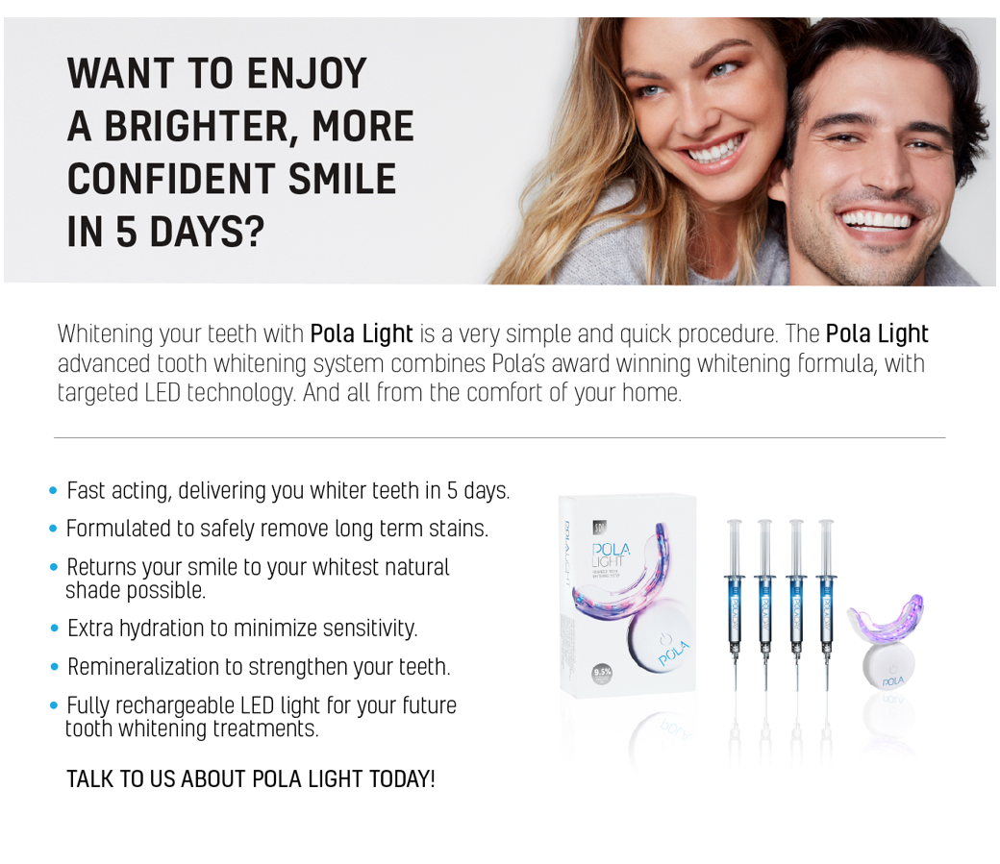 WANT TO ENJOY
A BRIGHTER, MORE
CONFIDENT SMILE
IN 5 DAYS?
Whitening your teeth with Pola Light is a very simple and quick procedure. The Pola Light
advanced tooth whitening system combines Pola's award winning whitening formula, with
targeted LED technology. And all from the comfort of your home.
• Fast acting, delivering you whiter teeth in 5 days.
• Formulated to safely remove long term stains.
• Returns your smile to your whitest natural
shade possible.
• Extra hydration to minimize sensitivity.
• Remineralization to strengthen your teeth.
• Fully rechargeable LED light for your future
tooth whitening treatments.
TALK TO US ABOUT POLA LIGHT TODAY!
POLALIGHT
POLA
LIGHT
9.5%
POLA
POLA